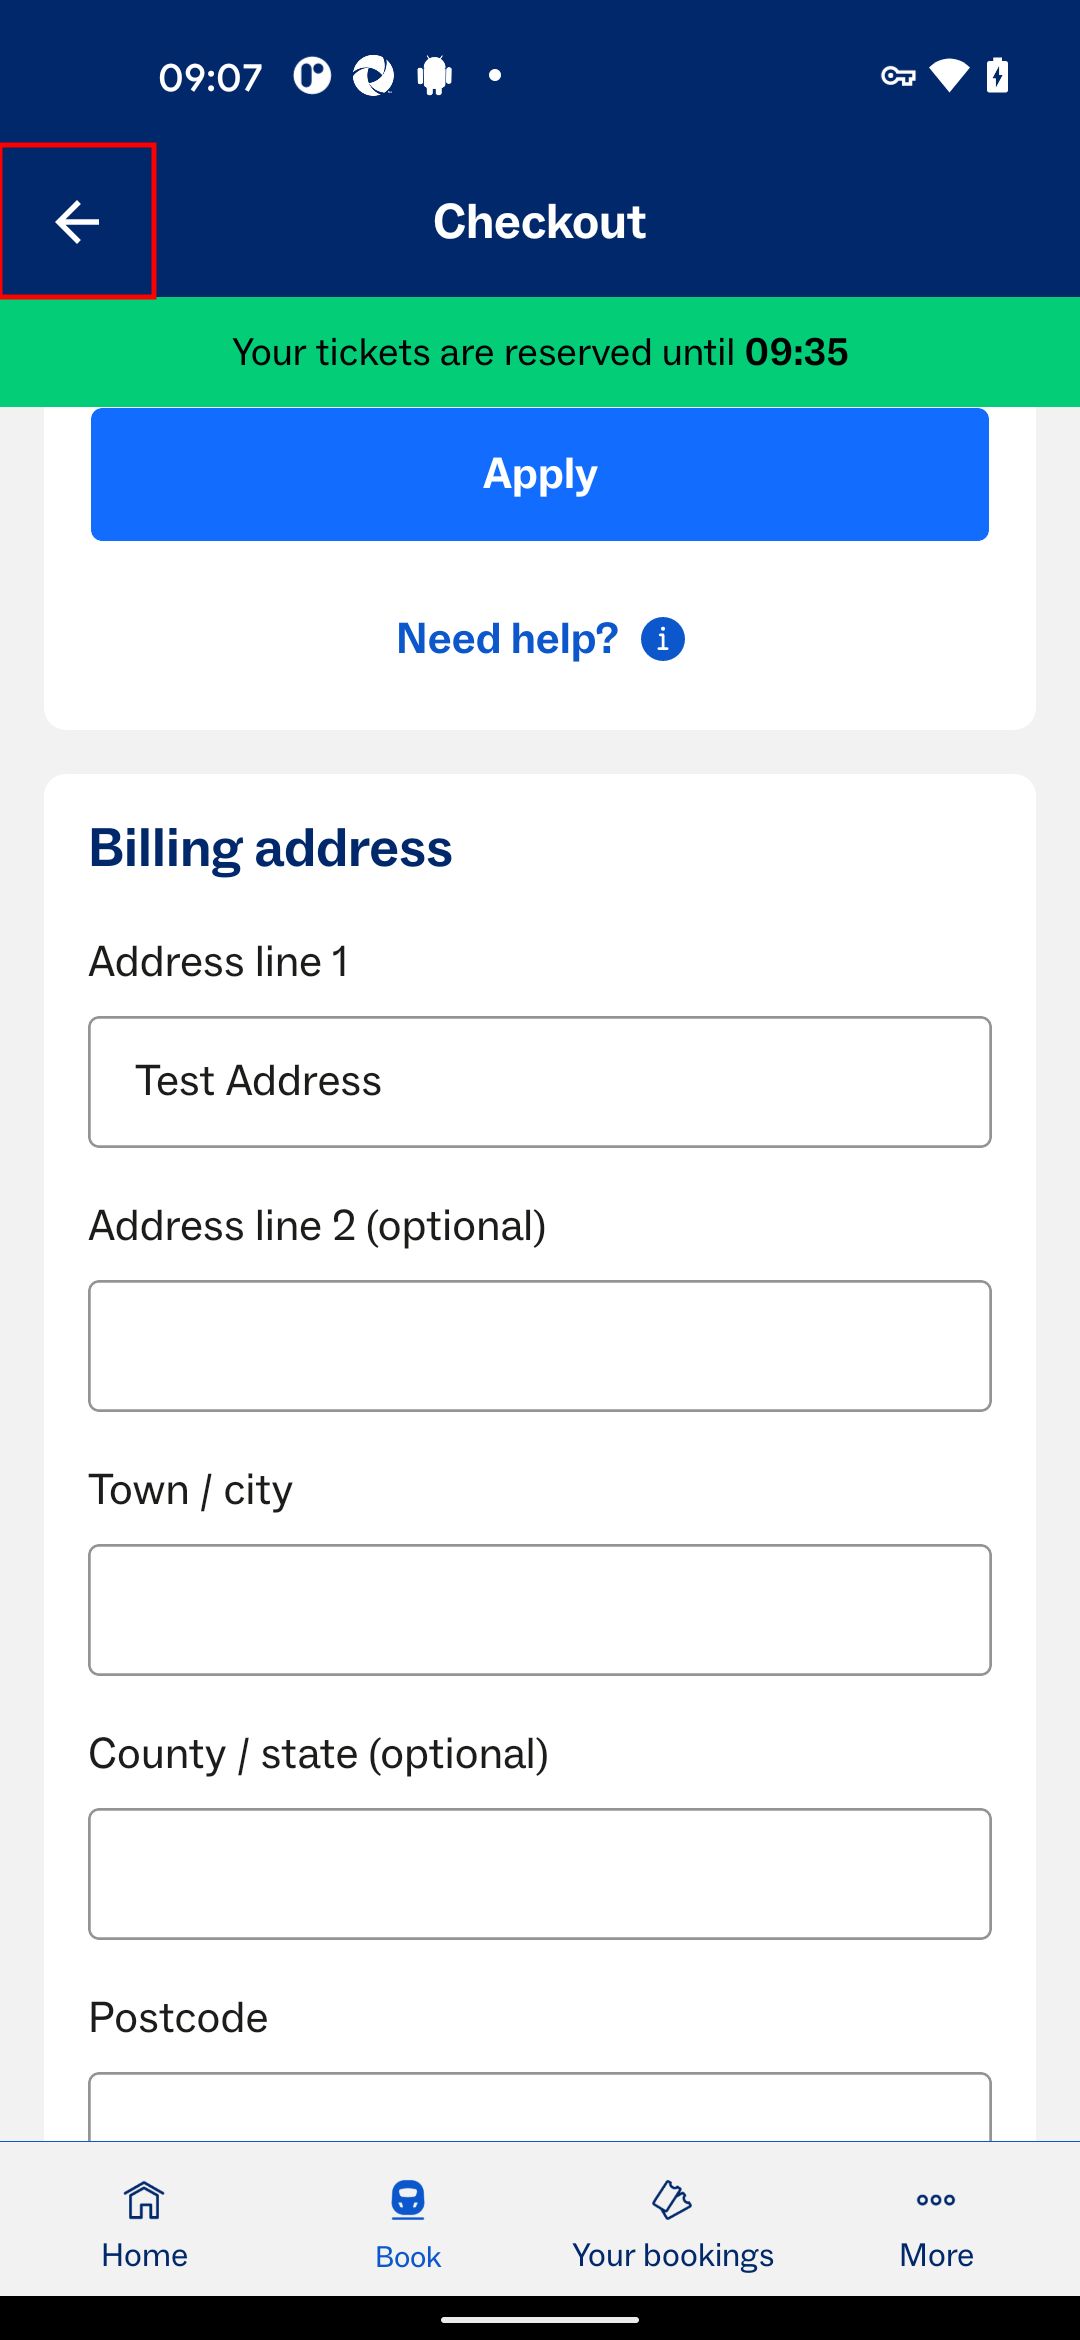 09:07
Checkout
Your tickets are reserved until 09:35
Apply
Need help?
Billing address
Address line 1
Test Address
Address line 2 (optional)
Town / city
County / state (optional)
Postcode
Home
Book
Your bookings
More